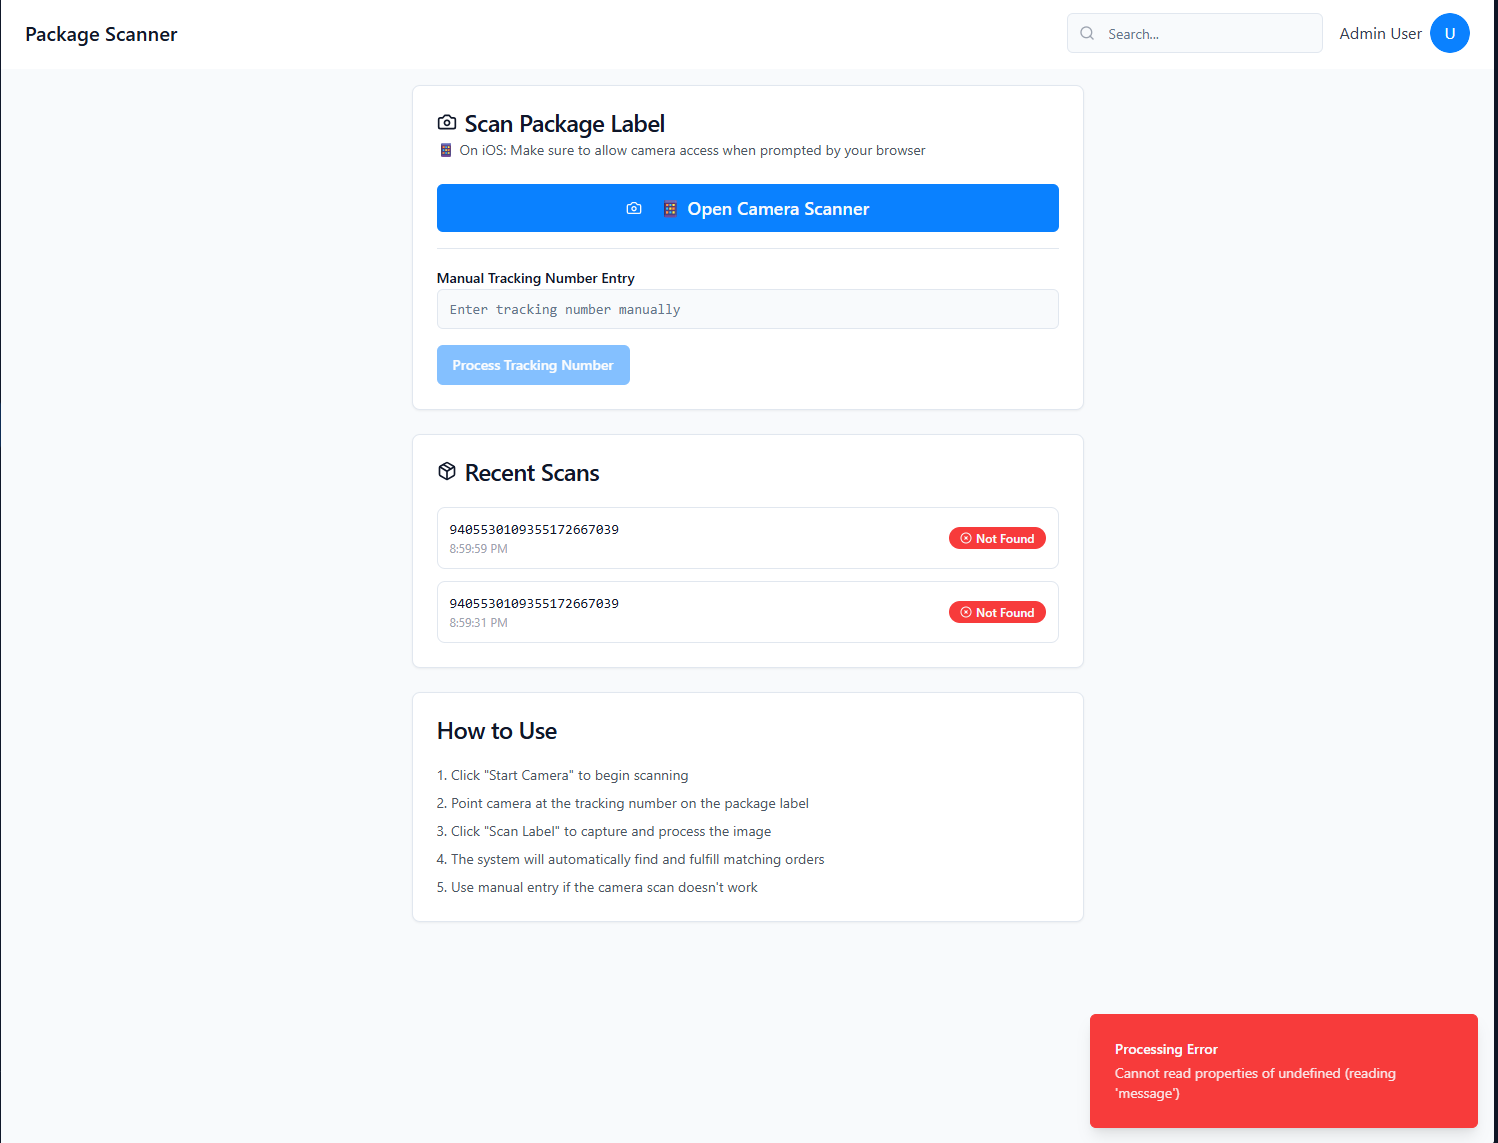 Package Scanner
Search...
Admin User
U
Scan Package Label
On iOS: Make sure to allow camera access when prompted by your browser
Open Camera Scanner
Manual Tracking Number Entry
Enter tracking number manually
Process Tracking Number
Recent Scans
9405530109355172667039
8:59:59 PM
Not Found
9405530109355172667039
8:59:31 PM
Not Found
How to Use
1. Click "Start Camera" to begin scanning
2. Point camera at the tracking number on the package label
3. Click "Scan Label" to capture and process the image
4. The system will automatically find and fulfill matching orders
5. Use manual entry if the camera scan doesn't work
Processing Error
Cannot read properties of undefined (reading
'message')